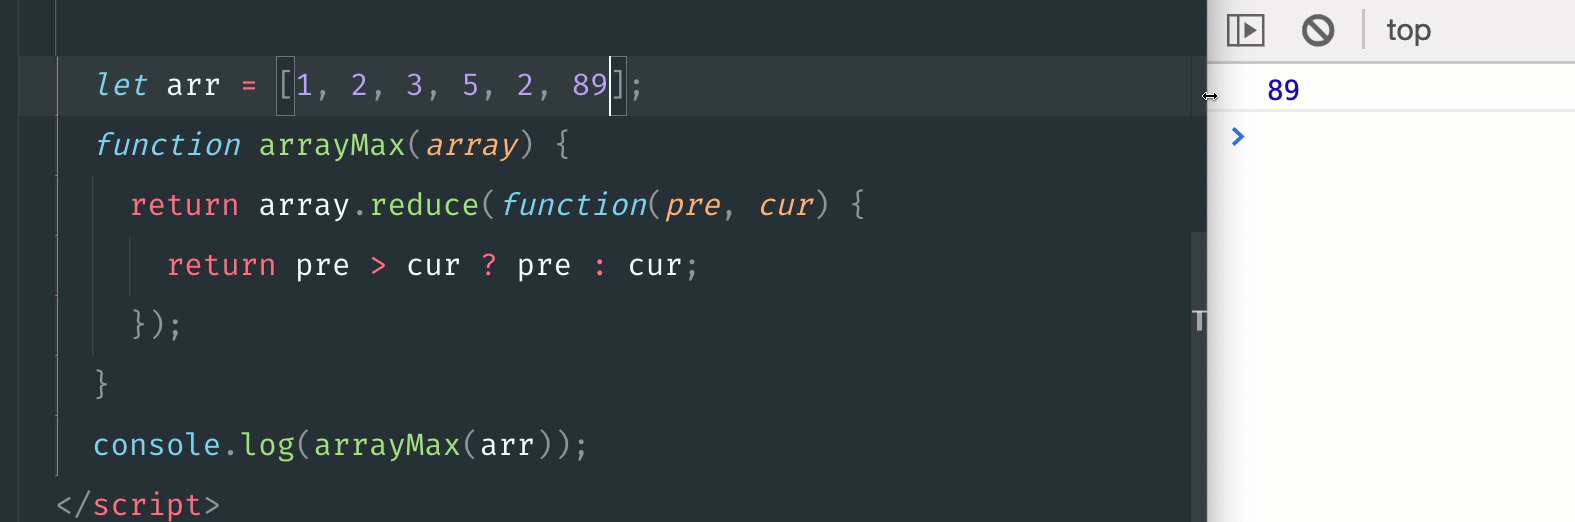 let arr = [1, 2, 3, 5, 2, 89];
function arrayMax(array) {
return array.reduce(function(pre, cur) {
return pre > cur ? pre : cur;
});
}
console.log(arrayMax(arr));
</script>
T
top
89